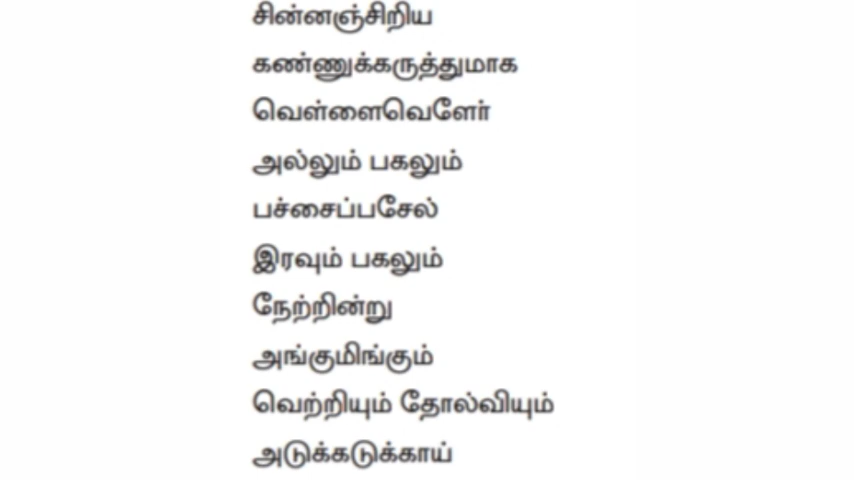 சின்னஞ்சிறிய
கண்ணுக்கருத்துமாக
வெள்ளைவெளேர்
அல்லும் பகலும்
பச்சைப்பசேல்
இரவும் பகலும்
நேற்றின்று
அங்குமிங்கும்
வெற்றியும் தோல்வியும்
அடுக்கடுக்காய்